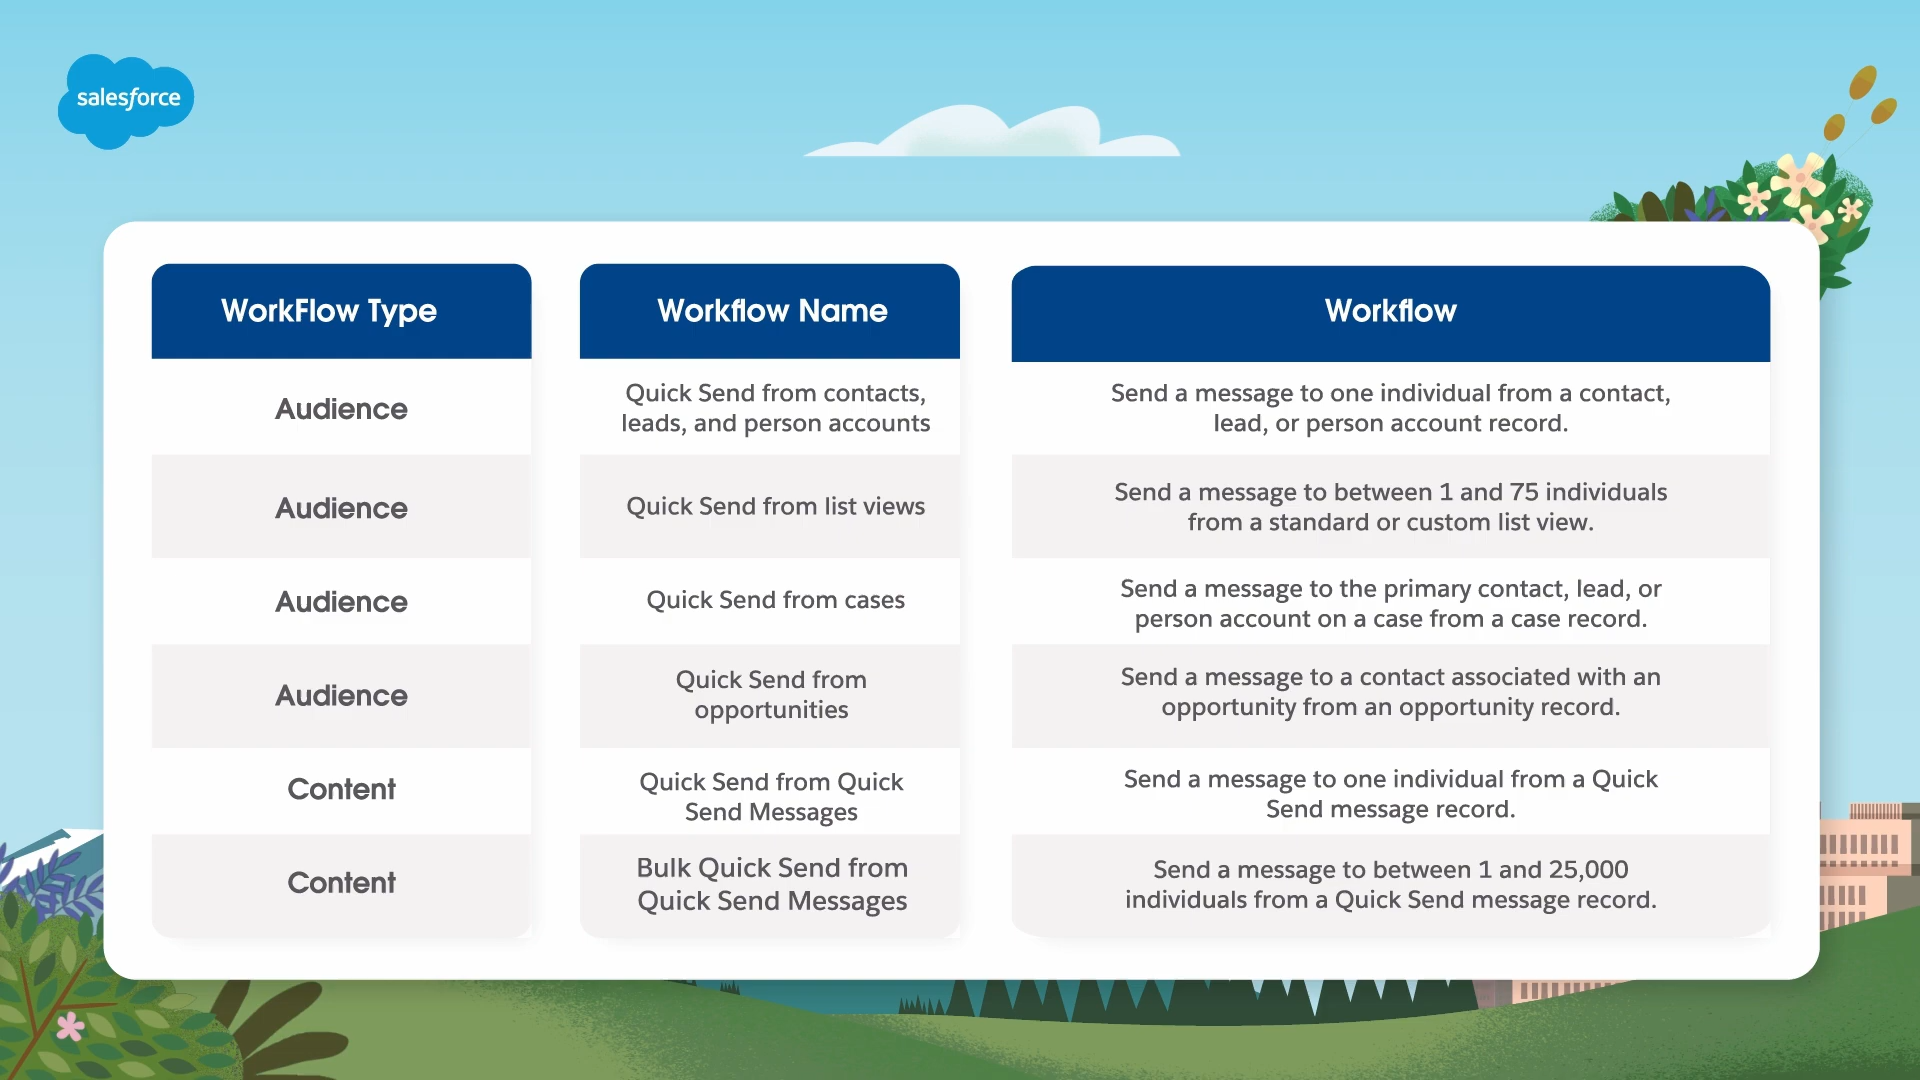 salesforce
WorkFlow Type
Workflow Name
Workflow
Audience
Quick Send from contacts,
leads, and person accounts
Send a message to one individual from a contact,
lead, or person account record.
Audience
Quick Send from list views
Send a message to between 1 and 75 individuals
from a standard or custom list view.
Audience
Quick Send from cases
Send a message to the primary contact, lead, or
person account on a case from a case record.
Audience
Quick Send from
opportunities
Send a message to a contact associated with an
opportunity from an opportunity record.
Content
Quick Send from Quick
Send Messages
Send a message to one individual from a Quick
Send message record.
Content
Bulk Quick Send from
Quick Send Messages
Send a message to between 1 and 25,000
individuals from a Quick Send message record.